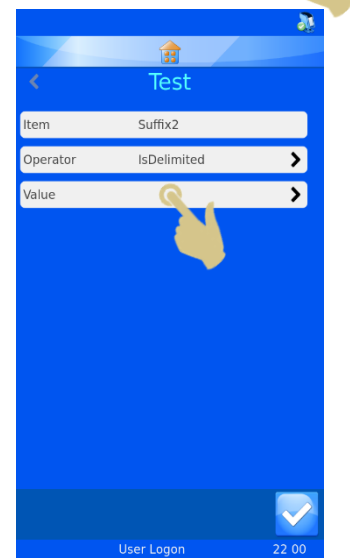 Test
Item Suffix2
Operator IsDelimited
Value
User Logon 22 00